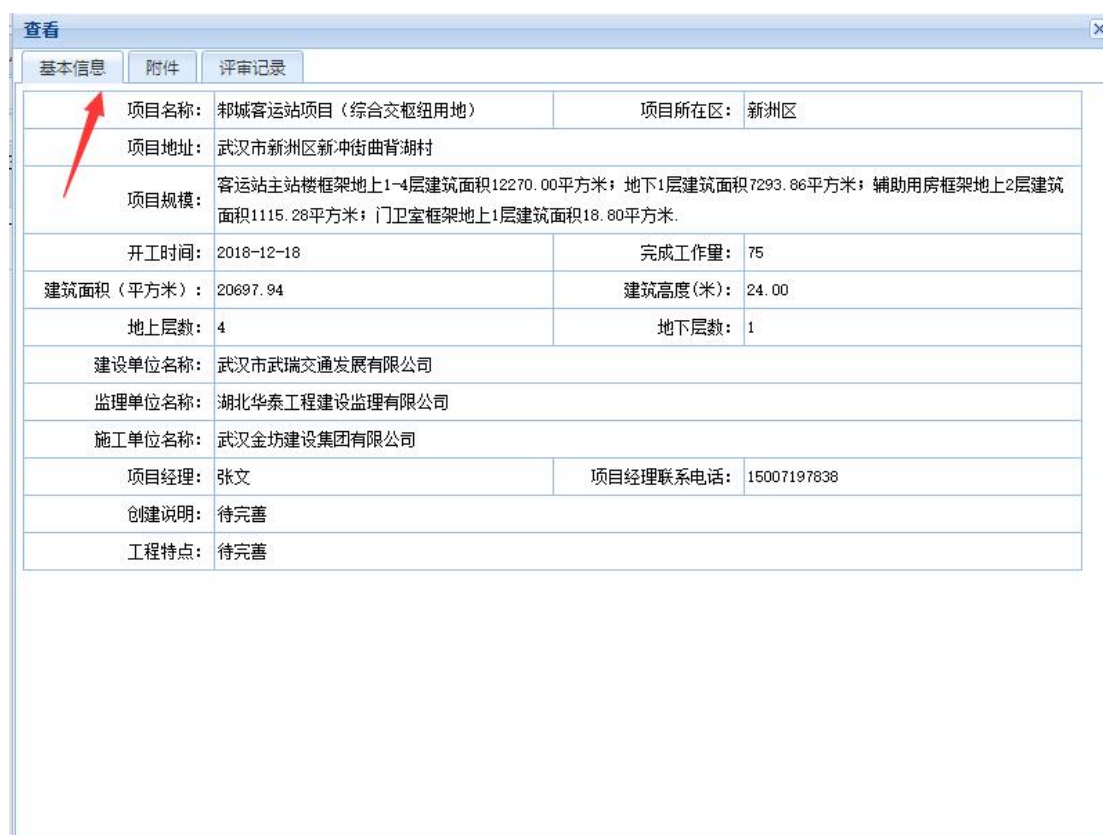 查看
基本信息 附件 评审记录
项目名称： 邾城客运站项目（综合交枢纽用地） 项目所在区： 新洲区
项目地址： 武汉市新洲区新冲街曲背湖村
项目规模： 客运站主站楼框架地上1-4层建筑面积12270.00平方米；地下1层建筑面积7293.86平方米；辅助用房框架地上2层建筑
面积1115.28平方米；门卫室框架地上1层建筑面积18.80平方米.
开工时间： 2018-12-18 完成工作量： 75
建筑面积（平方米）： 20697.94 建筑高度(米)： 24.00
地上层数： 4 地下层数： 1
建设单位名称： 武汉市武瑞交通发展有限公司
监理单位名称： 湖北华泰工程建设监理有限公司
施工单位名称： 武汉金坊建设集团有限公司
项目经理： 张文 项目经理联系电话： 15007197838
创建说明： 待完善
工程特点： 待完善